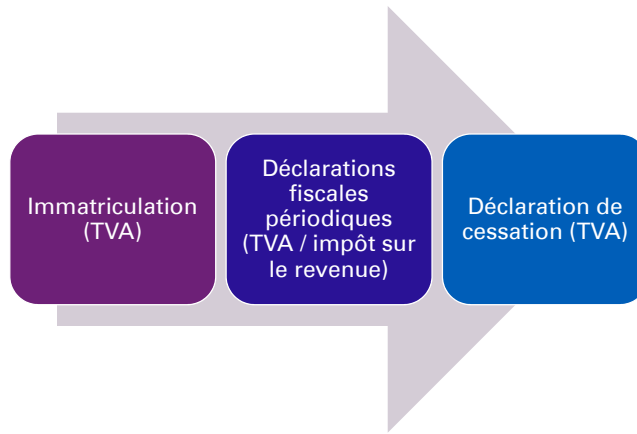 Immatriculation
(TVA)
Déclarations
fiscales
périodiques
(TVA / impôt sur
le revenue)
Déclaration de
cessation (TVA)